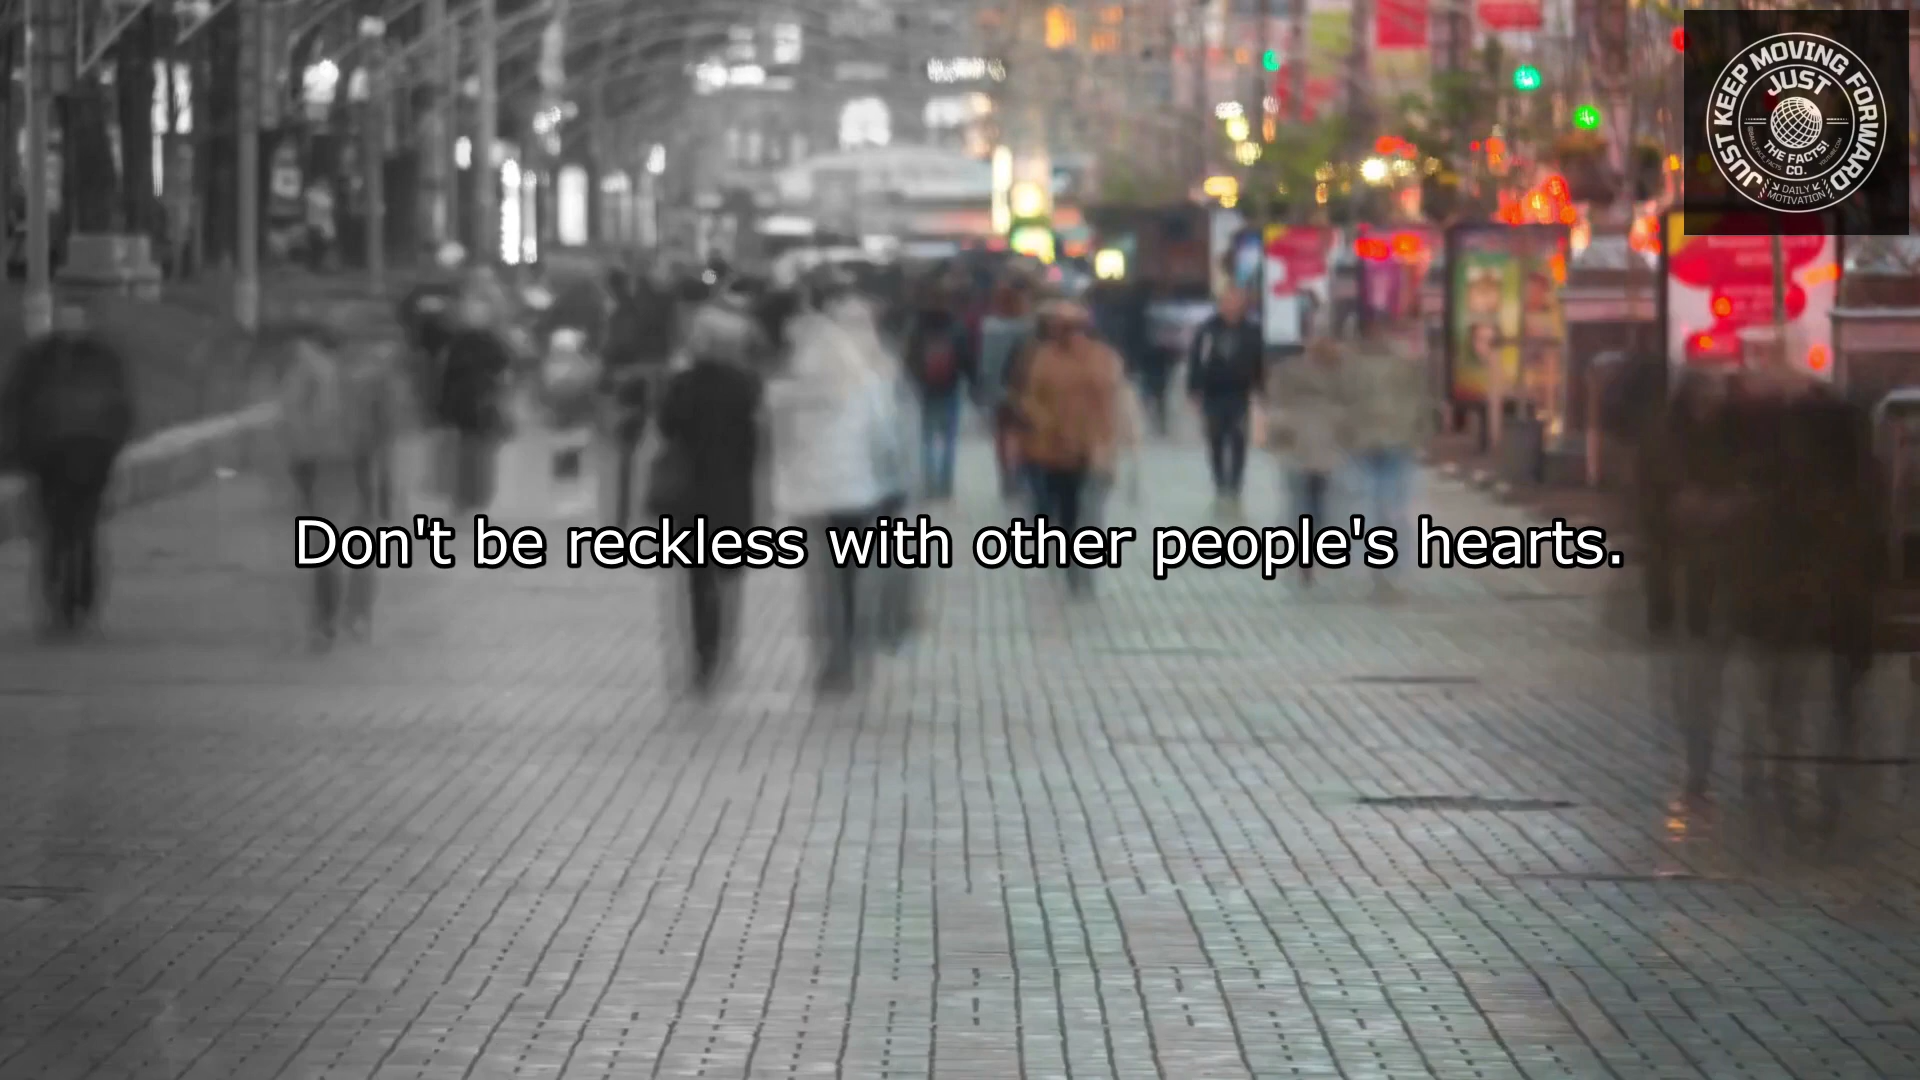 JUST KEEP MOVING FORWARD
JUST
THE FACTS!
CO.
DAILY
MOTIVATION
Don't be reckless with other people's hearts.